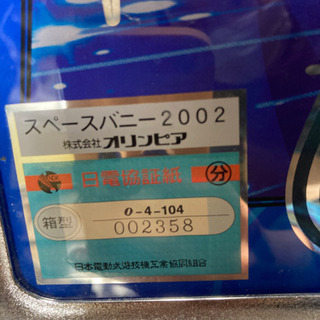 スペースバニー2002
株式会社オリンピア
日電協証紙 分
箱型
0-4-104
002358
日本電動式遊技機工業協同組合